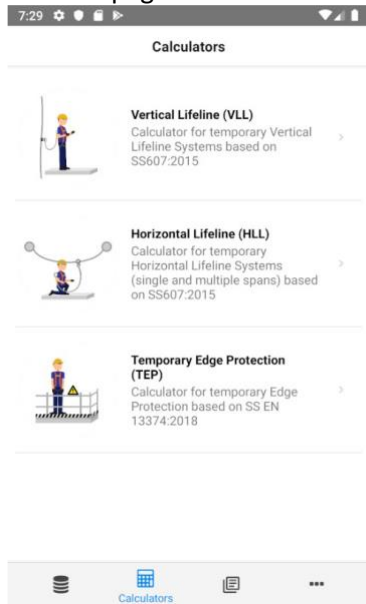 7:29
Calculators
Vertical Lifeline (VLL)
Calculator for temporary Vertical
Lifeline Systems based on
SS607:2015
Horizontal Lifeline (HLL)
Calculator for temporary
Horizontal Lifeline Systems
(single and multiple spans) based
on SS607:2015
Temporary Edge Protection
(TEP)
Calculator for temporary Edge
Protection based on SS EN
13374:2018
Calculators